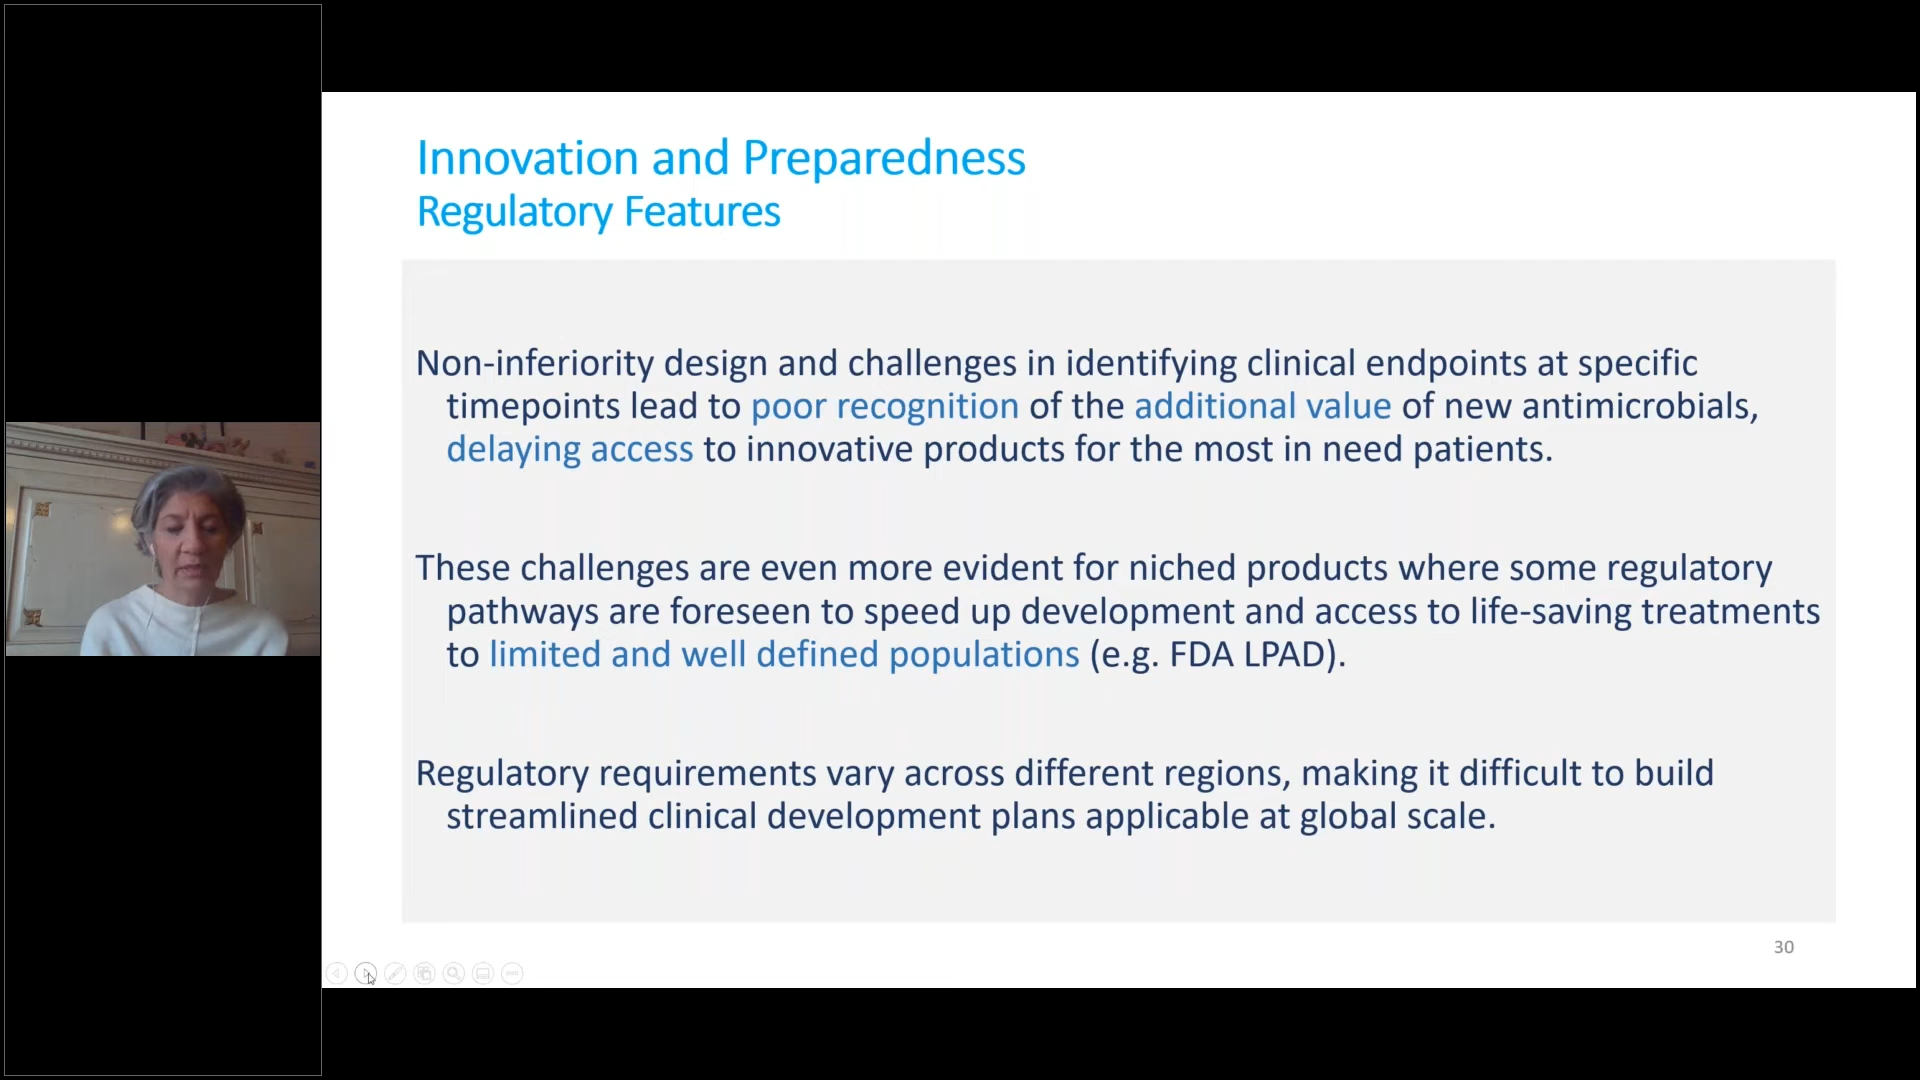 Innovation and Preparedness
Regulatory Features
Non-inferiority design and challenges in identifying clinical endpoints at specific
timepoints lead to poor recognition of the additional value of new antimicrobials,
delaying access to innovative products for the most in need patients.
These challenges are even more evident for niched products where some regulatory
pathways are foreseen to speed up development and access to life-saving treatments
to limited and well defined populations (e.g. FDA LPAD).
Regulatory requirements vary across different regions, making it difficult to build
streamlined clinical development plans applicable at global scale.
30